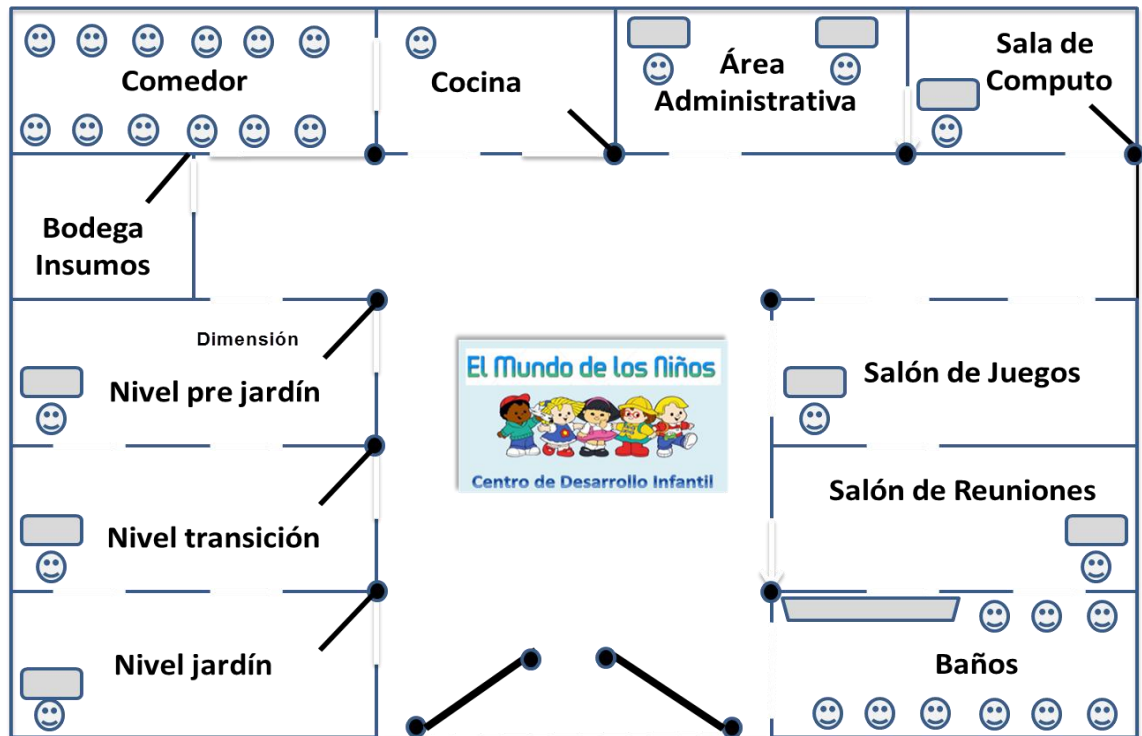 Comedor
Cocina
Área
Administrativa
Sala de
Computo
Bodega
Insumos
Dimensión
Nivel pre jardín
El Mundo de los Niños
Centro de Desarrollo Infantil
Salón de Juegos
Nivel transición
Salón de Reuniones
Nivel jardín
Baños